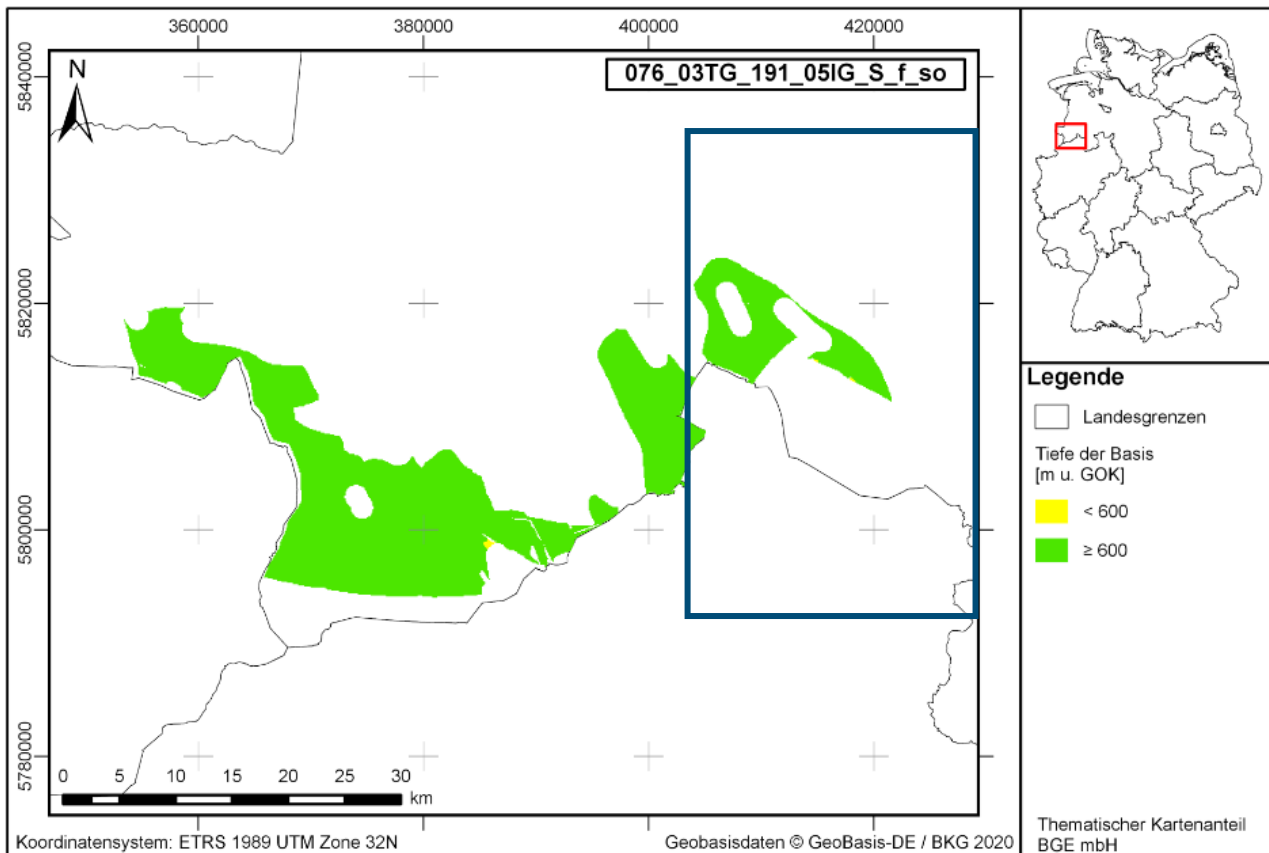 360000
380000
400000
420000
5840000
N
076_03TG_191_05IG_S_f_so
5820000
5800000
5780000
0
5
10
15
20
25
30
km
Koordinatensystem: ETRS 1989 UTM Zone 32N
Geobasisdaten © GeoBasis-DE / BKG 2020
Legende
Landesgrenzen
Tiefe der Basis
[m u. GOK]
< 600
≥ 600
Thematischer Kartenanteil
BGE mbH